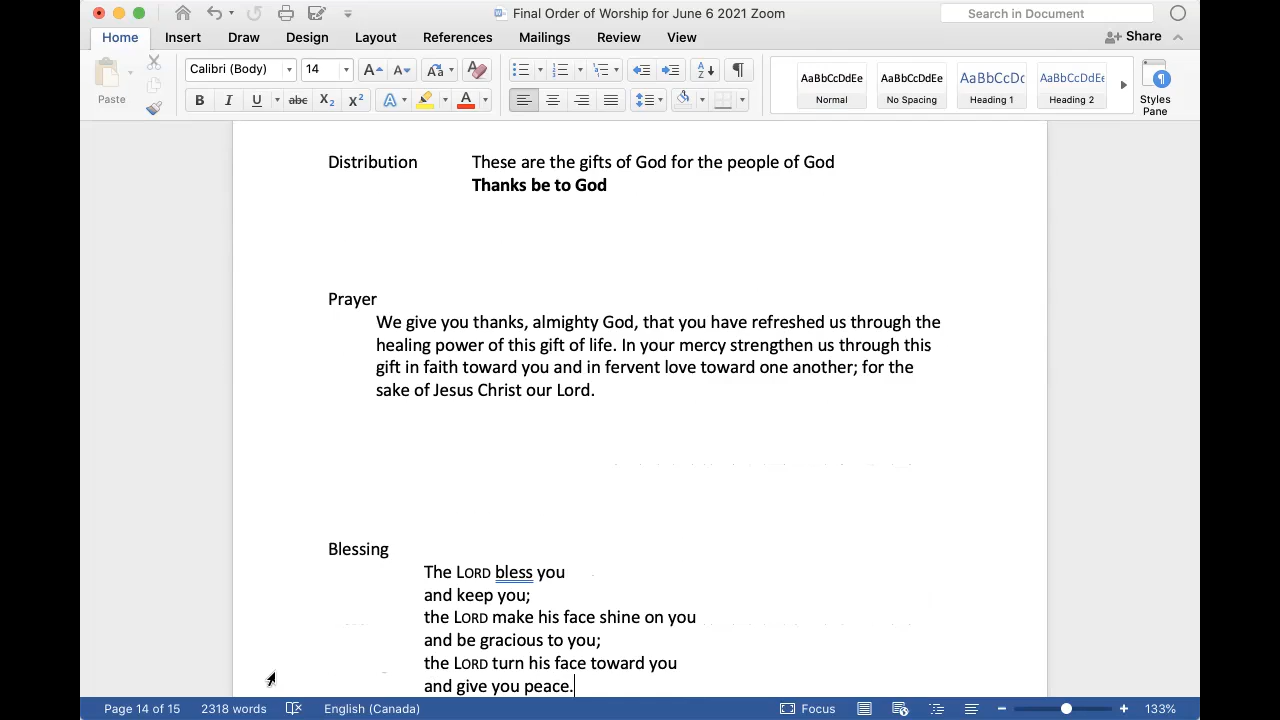 Final Order of Worship for June 6 2021 Zoom
Search in Document
Home Insert Draw Design Layout References Mailings Review View Share
Paste
Calibri (Body) 14
AaBbCcDdEe AaBbCcDdEe AaBbCcDc AaBbCcDdEe
Normal No Spacing Heading 1 Heading 2
Styles
Pane
B I U abc X₂ X² A A
Distribution These are the gifts of God for the people of God
Thanks be to God
Prayer
We give you thanks, almighty God, that you have refreshed us through the
healing power of this gift of life. In your mercy strengthen us through this
gift in faith toward you and in fervent love toward one another; for the
sake of Jesus Christ our Lord.
Blessing
The LORD bless you
and keep you;
the LORD make his face shine on you
and be gracious to you;
the LORD turn his face toward you
and give you peace.
Page 14 of 15 2318 words English (Canada) Focus 133%